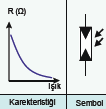 R (Ω)
Işık
Karekteristiği
Sembol